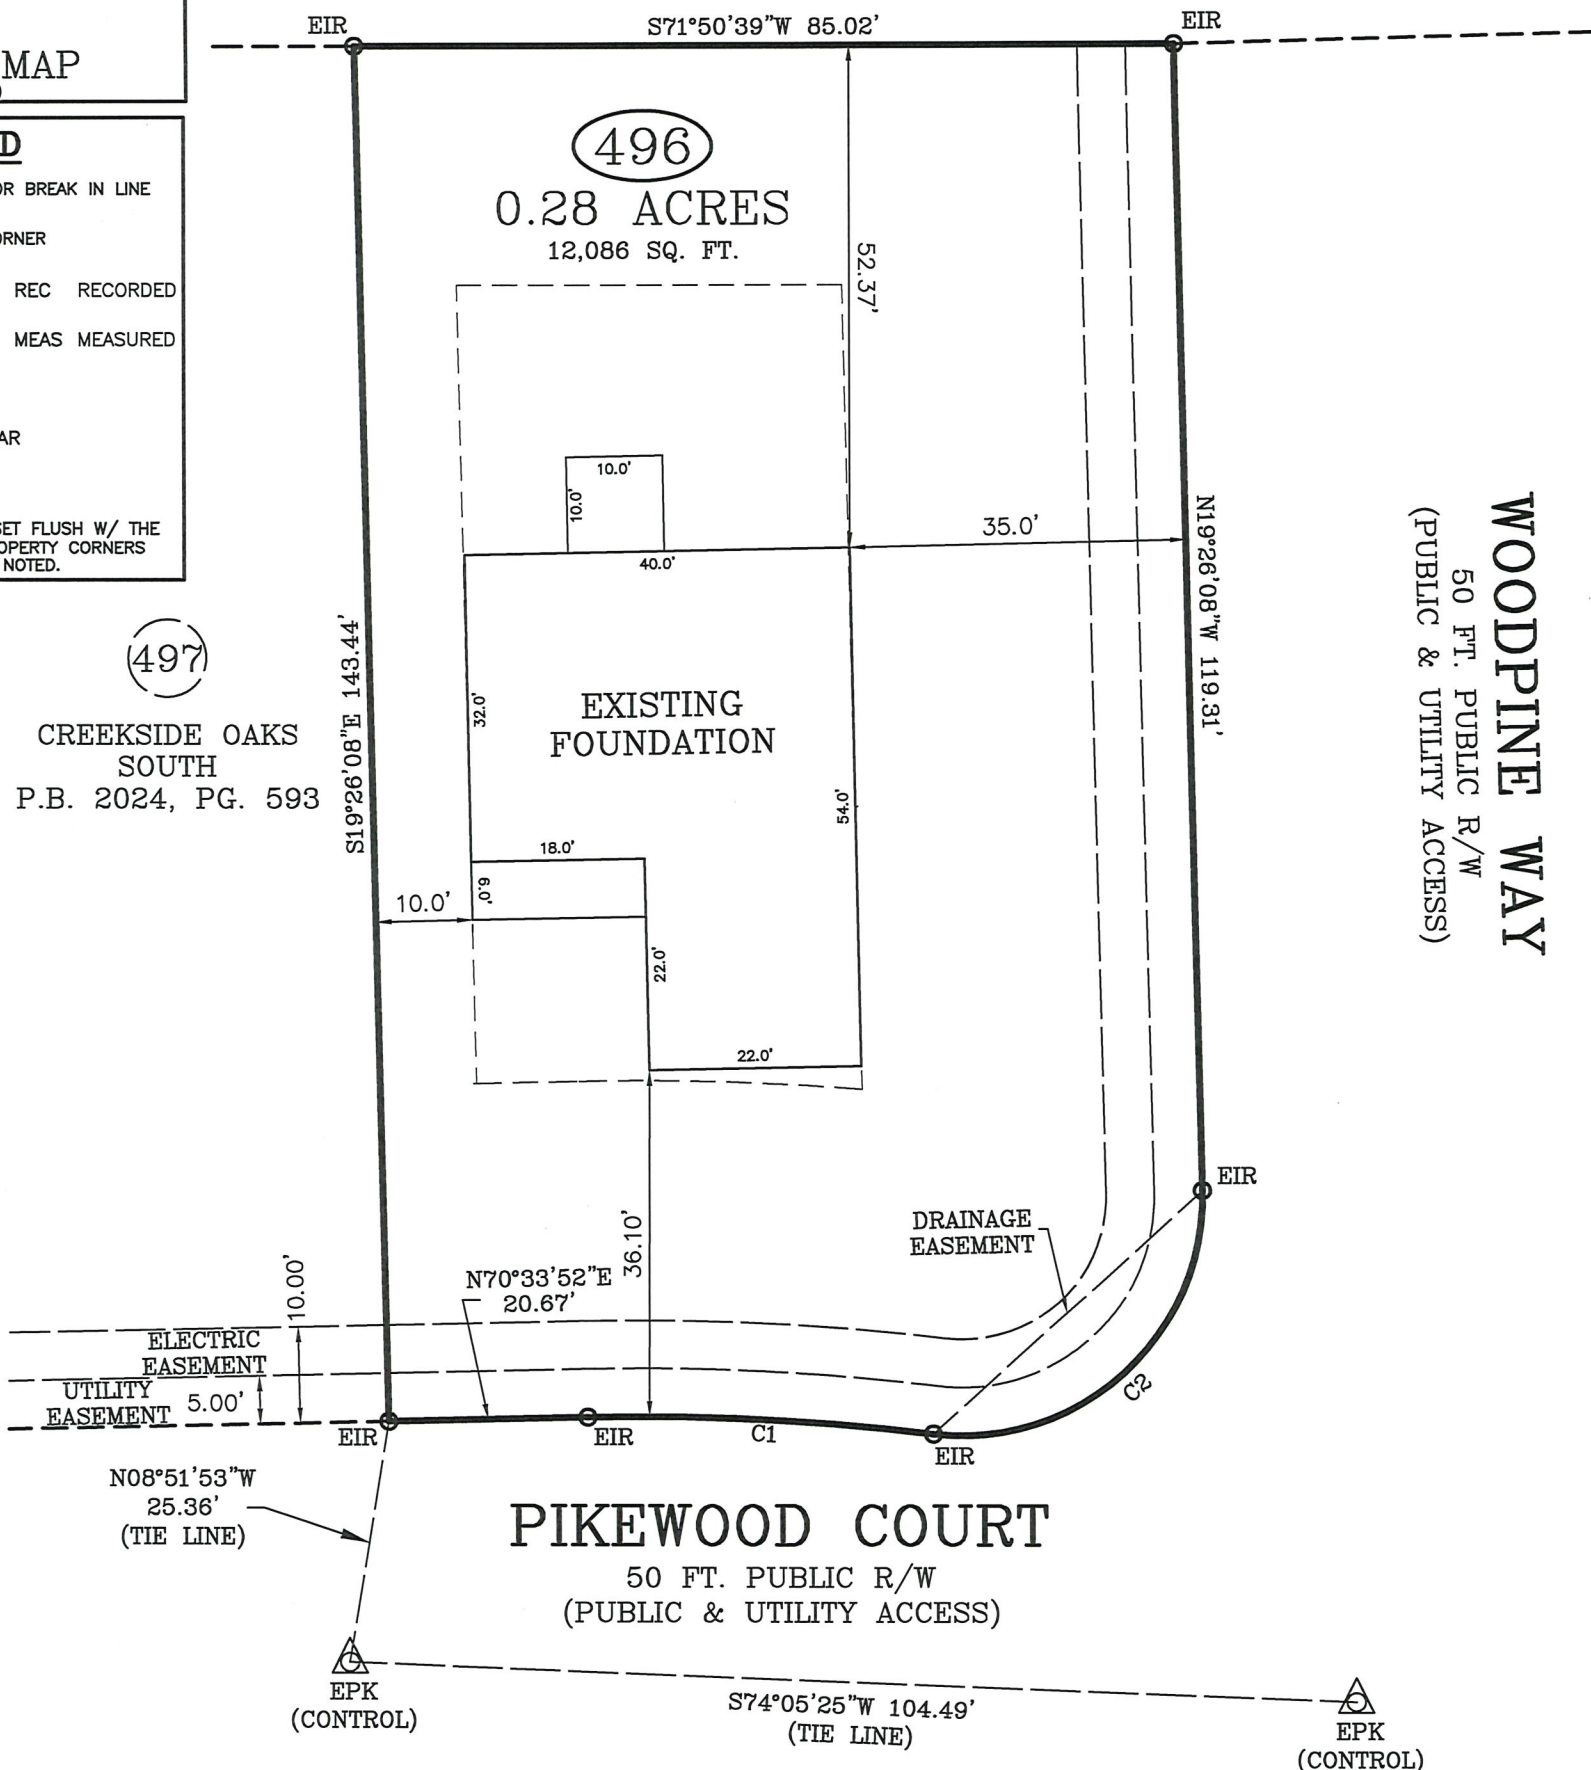 EIR
S71°50'39"W 85.02'
EIR
MAP
D
OR BREAK IN LINE
ORNER
REC RECORDED
MEAS MEASURED
AR
SET FLUSH W/ THE
OPERTY CORNERS
NOTED.
496
0.28 ACRES
12,086 SQ. FT.
52.37'
10.0'
10.0'
40.0'
35.0'
N19°26'08"W 119.31'
WOODPINE WAY
50 FT. PUBLIC R/W
(PUBLIC & UTILITY ACCESS)
497
CREEKSIDE OAKS
SOUTH
P.B. 2024, PG. 593
S19°26'08"E 143.44'
32.0'
EXISTING
FOUNDATION
54.0'
18.0'
6.0'
10.0'
22.0'
22.0'
36.10'
EIR
DRAINAGE
EASEMENT
N70°33'52"E
20.67'
10.00'
ELECTRIC
EASEMENT
UTILITY
EASEMENT
5.00'
EIR
EIR
C1
EIR
C2
N08°51'53"W
25.36'
(TIE LINE)
PIKEWOOD COURT
50 FT. PUBLIC R/W
(PUBLIC & UTILITY ACCESS)
EPK
(CONTROL)
S74°05'25"W 104.49'
(TIE LINE)
EPK
(CONTROL)